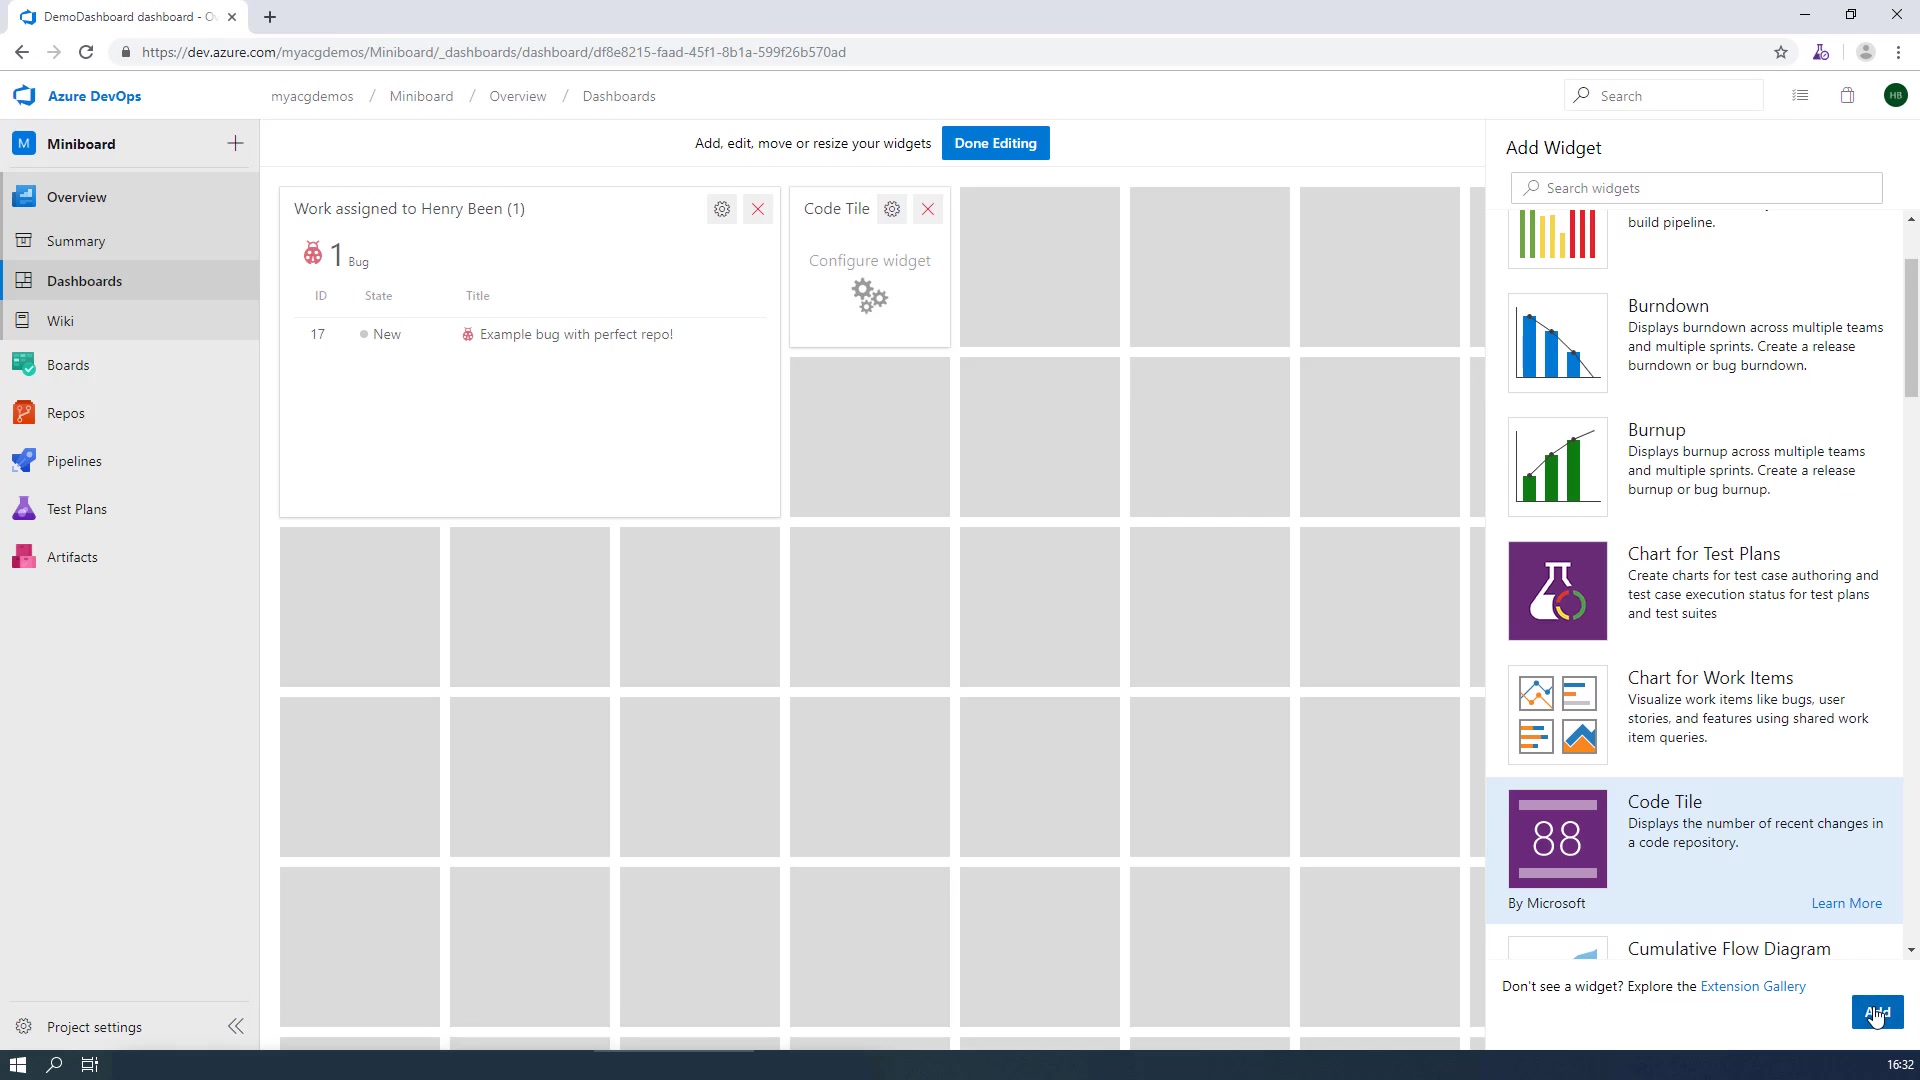 DemoDashboard dashboard - Ov
https://dev.azure.com/myacgdemos/Miniboard/_dashboards/dashboard/df8e8215-faad-45f1-8b1a-599f26b570ad
Azure DevOps
myacgdemos / Miniboard / Overview / Dashboards
Search
HB
M Miniboard
Overview
Summary
Dashboards
Wiki
Boards
Repos
Pipelines
Test Plans
Artifacts
Project settings
Add, edit, move or resize your widgets
Done Editing
Work assigned to Henry Been (1)
1 Bug
ID State Title
17 New Example bug with perfect repo!
Code Tile
Configure widget
Add Widget
Search widgets
build pipeline.
Burndown
Displays burndown across multiple teams
and multiple sprints. Create a release
burndown or bug burndown.
Burnup
Displays burnup across multiple teams
and multiple sprints. Create a release
burnup or bug burnup.
Chart for Test Plans
Create charts for test case authoring and
test case execution status for test plans
and test suites
Chart for Work Items
Visualize work items like bugs, user
stories, and features using shared work
item queries.
88
Code Tile
Displays the number of recent changes in
a code repository.
By Microsoft
Learn More
Cumulative Flow Diagram
Don't see a widget? Explore the Extension Gallery
Add
16:32